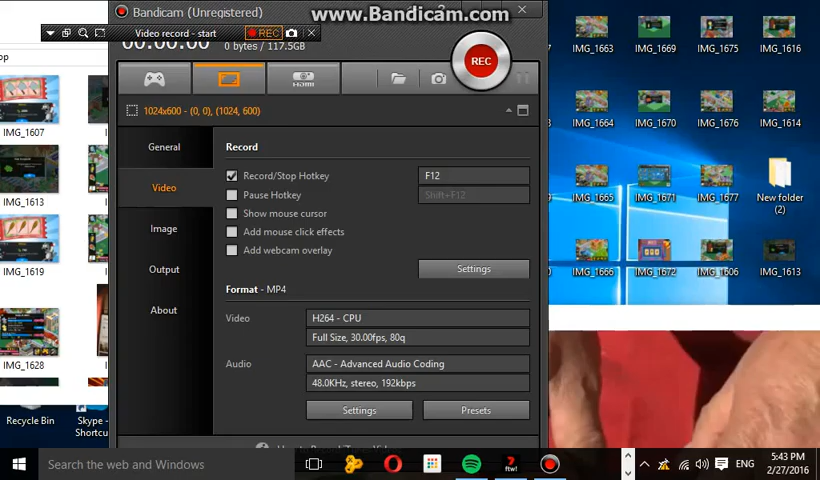 Bandicam (Unregistered)
www.Bandicam.com
Video record - start
REC
0 bytes / 117.5GB
REC
HDMI
1024x600 - (0, 0), (1024, 600)
General
Video
Image
Output
About
Record
Record/Stop Hotkey
F12
Pause Hotkey
Shift+F12
Show mouse cursor
Add mouse click effects
Add webcam overlay
Settings
Format - MP4
Video
H264 - CPU
Full Size, 30.00fps, 80q
Audio
AAC - Advanced Audio Coding
48.0KHz, stereo, 192kbps
Settings
Presets
IMG_1607
IMG_1613
IMG_1619
IMG_1628
Recycle Bin
Skype -
Shortcu
IMG_1663
IMG_1669
IMG_1675
IMG_1616
IMG_1664
IMG_1670
IMG_1676
IMG_1614
IMG_1665
IMG_1671
IMG_1677
New folder
(2)
IMG_1666
IMG_1672
IMG_1606
IMG_1613
Search the web and Windows
7
ftw!
ENG
5:43 PM
2/27/2016